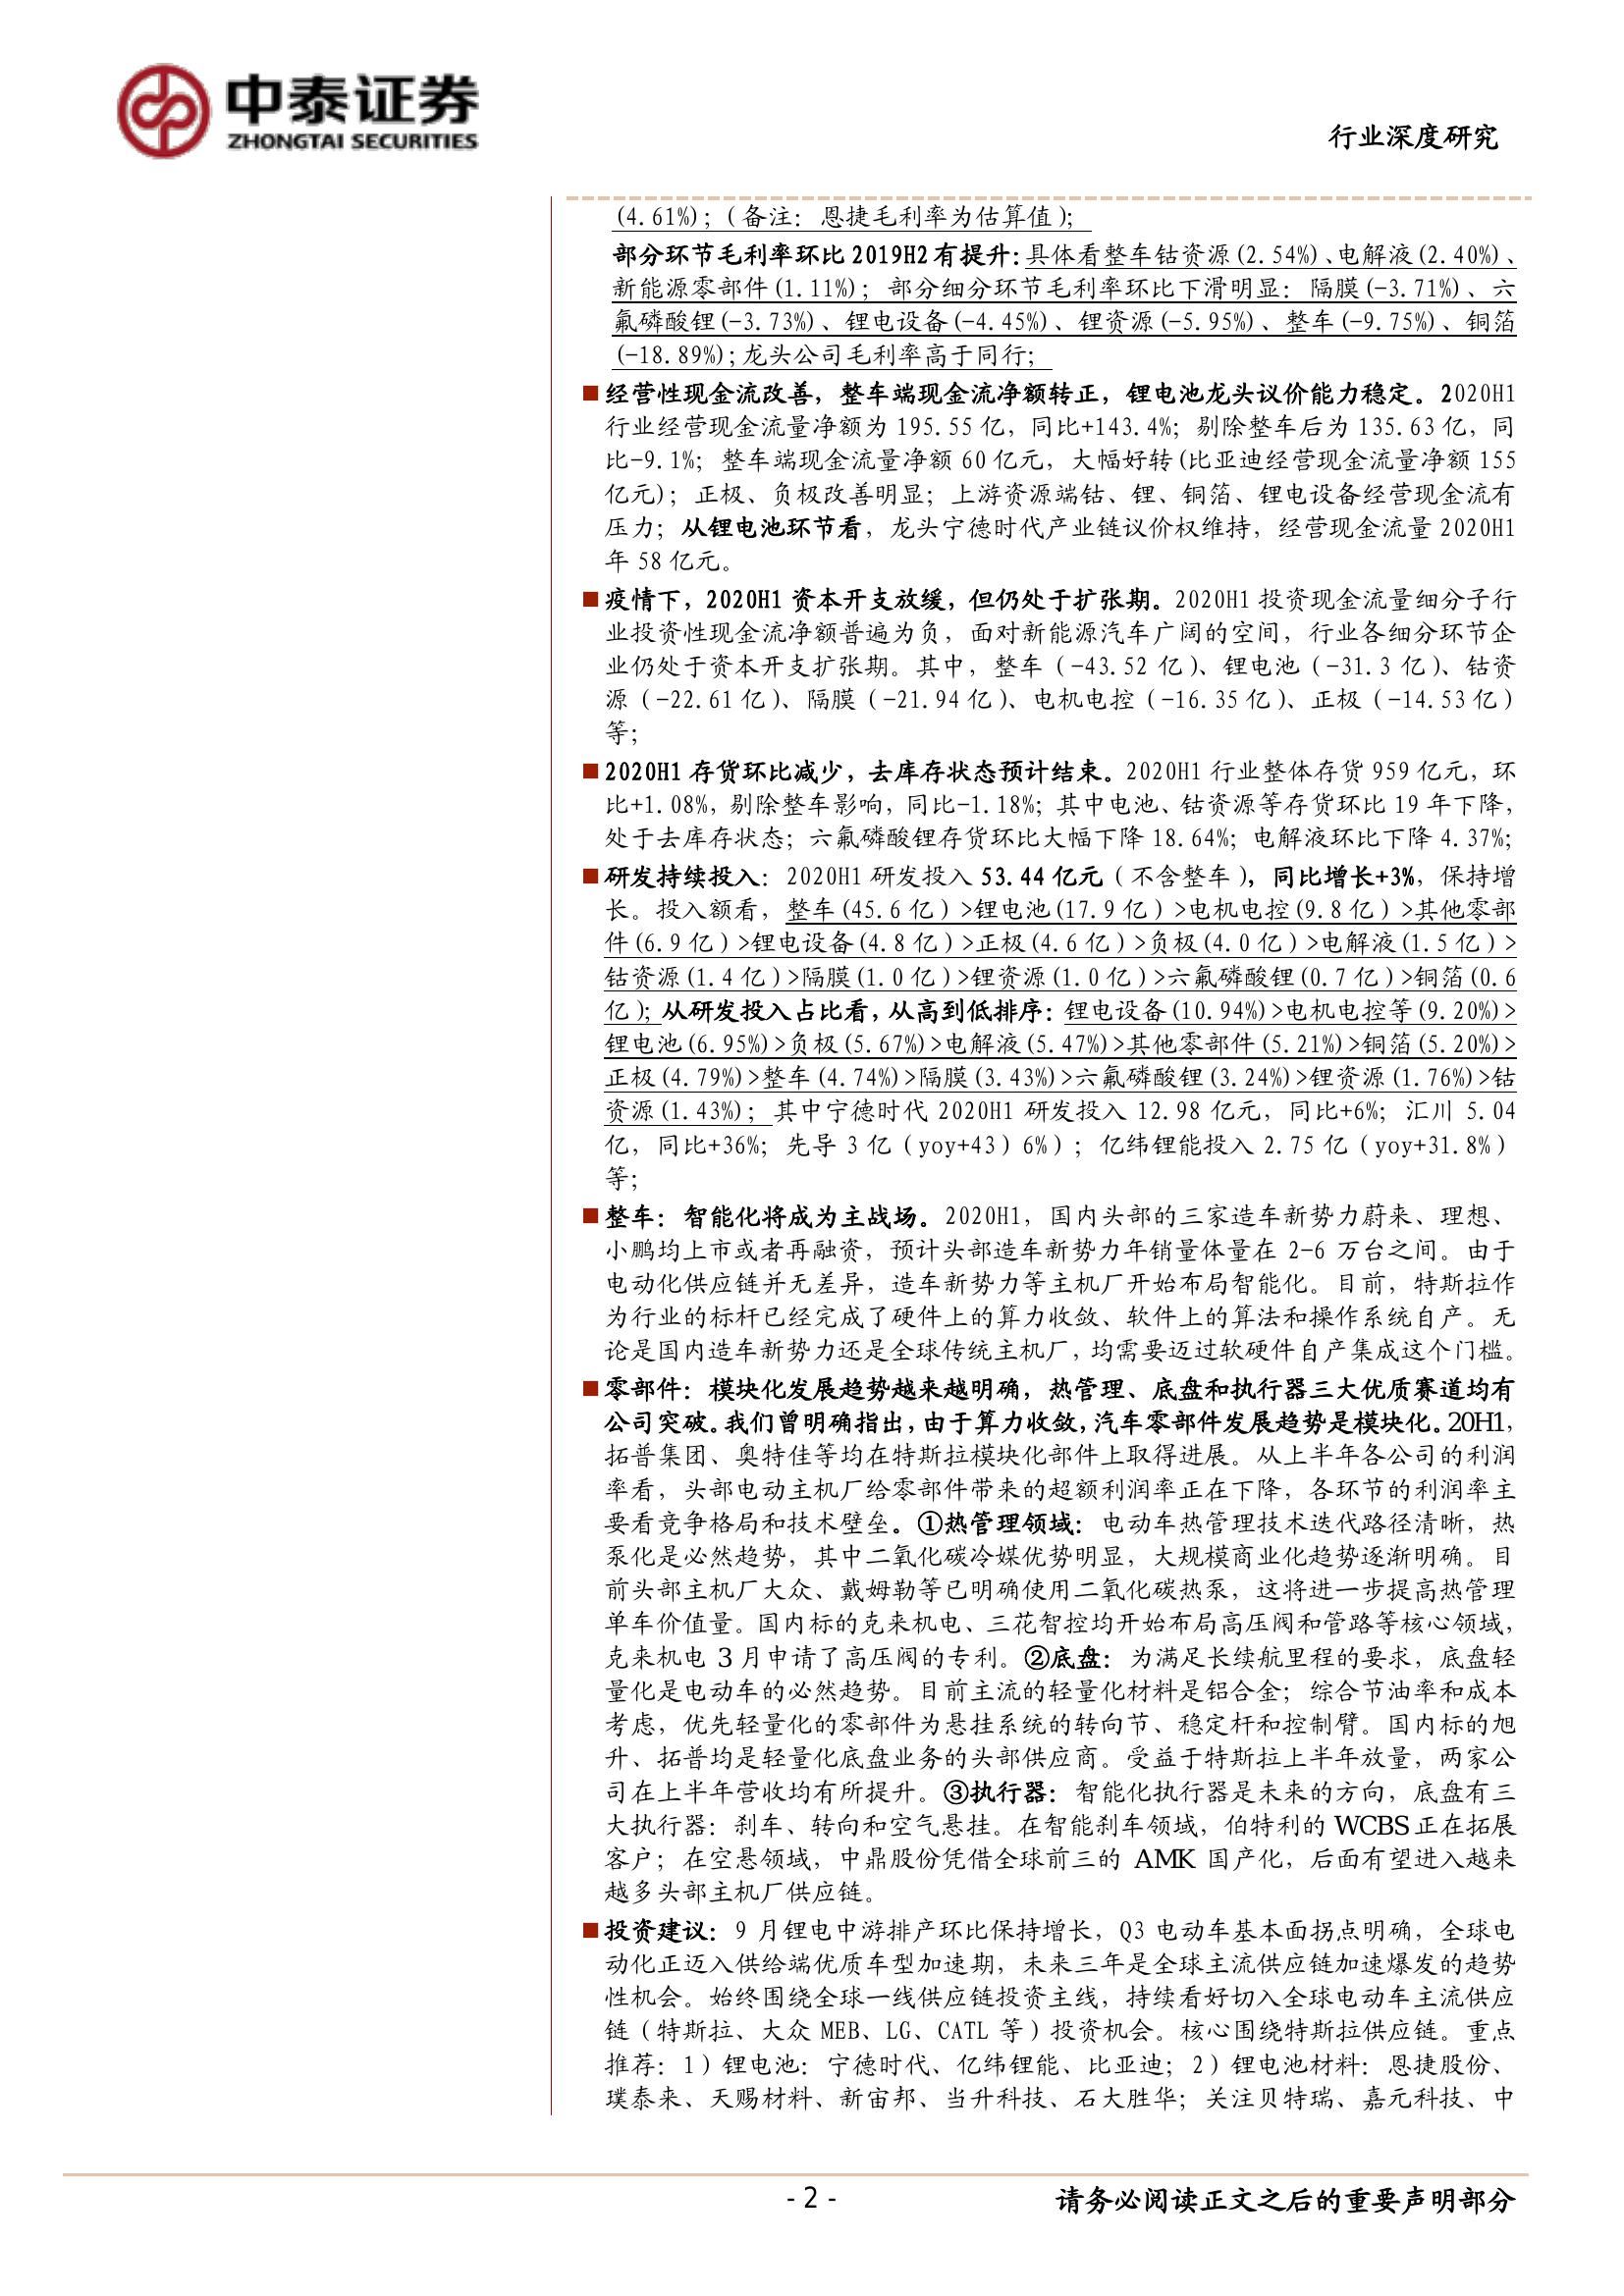 中泰证券
ZHONGTAI SECURITIES
行业深度研究
(4.61%)；(备注：恩捷毛利率为估算值)；
部分环节毛利率环比2019H2有提升：具体看整车钴资源(2.54%)、电解液(2.40%)、
新能源零部件(1.11%)；部分细分环节毛利率环比下滑明显：隔膜(-3.71%)、六
氟磷酸锂(-3.73%)、锂电设备(-4.45%)、锂资源(-5.95%)、整车(-9.75%)、铜箔
(-18.89%)；龙头公司毛利率高于同行；
■ 经营性现金流改善，整车端现金流净额转正，锂电池龙头议价能力稳定。2020H1
行业经营现金流量净额为 195.55 亿，同比+143.4%；剔除整车后为 135.63 亿，同
比-9.1%；整车端现金流量净额 60 亿元，大幅好转(比亚迪经营现金流量净额 155
亿元)；正极、负极改善明显；上游资源端钴、锂、铜箔、锂电设备经营现金流有
压力；从锂电池环节看，龙头宁德时代产业链议价权维持，经营现金流量 2020H1
年 58 亿元。
■ 疫情下，2020H1 资本开支放缓，但仍处于扩张期。2020H1 投资现金流量细分子行
业投资性现金流净额普遍为负，面对新能源汽车广阔的空间，行业各细分环节企
业仍处于资本开支扩张期。其中，整车（-43.52 亿）、锂电池（-31.3 亿）、钴资
源（-22.61 亿）、隔膜（-21.94 亿）、电机电控（-16.35 亿）、正极（-14.53 亿）
等；
■ 2020H1 存货环比减少，去库存状态预计结束。2020H1 行业整体存货 959 亿元，环
比+1.08%，剔除整车影响，同比-1.18%；其中电池、钴资源等存货环比 19 年下降，
处于去库存状态；六氟磷酸锂存货环比大幅下降 18.64%；电解液环比下降 4.37%；
■ 研发持续投入：2020H1 研发投入 53.44 亿元（不含整车），同比增长+3%，保持增
长。投入额看，整车(45.6 亿)>锂电池(17.9 亿)>电机电控(9.8 亿)>其他零部
件(6.9 亿)>锂电设备(4.8 亿)>正极(4.6 亿)>负极(4.0 亿)>电解液(1.5 亿)>
钴资源(1.4 亿)>隔膜(1.0 亿)>锂资源(1.0 亿)>六氟磷酸锂(0.7 亿)>铜箔(0.6
亿)；从研发投入占比看，从高到低排序：锂电设备(10.94%)>电机电控等(9.20%)>
锂电池(6.95%)>负极(5.67%)>电解液(5.47%)>其他零部件(5.21%)>铜箔(5.20%)>
正极(4.79%)>整车(4.74%)>隔膜(3.43%)>六氟磷酸锂(3.24%)>锂资源(1.76%)>钴
资源(1.43%)；其中宁德时代 2020H1 研发投入 12.98 亿元，同比+6%；汇川 5.04
亿，同比+36%；先导 3 亿（yoy+43）6%）；亿纬锂能投入 2.75 亿（yoy+31.8%）
等；
■ 整车：智能化将成为主战场。2020H1，国内头部的三家造车新势力蔚来、理想、
小鹏均上市或者再融资，预计头部造车新势力年销量体量在 2-6 万台之间。由于
电动化供应链并无差异，造车新势力等主机厂开始布局智能化。目前，特斯拉作
为行业的标杆已经完成了硬件上的算力收敛、软件上的算法和操作系统自产。无
论是国内造车新势力还是全球传统主机厂，均需要迈过软硬件自产集成这个门槛。
■ 零部件：模块化发展趋势越来越明确，热管理、底盘和执行器三大优质赛道均有
公司突破。我们曾明确指出，由于算力收敛，汽车零部件发展趋势是模块化。20H1，
拓普集团、奥特佳等均在特斯拉模块化部件上取得进展。从上半年各公司的利润
率看，头部电动主机厂给零部件带来的超额利润率正在下降，各环节的利润率主
要看竞争格局和技术壁垒。①热管理领域：电动车热管理技术迭代路径清晰，热
泵化是必然趋势，其中二氧化碳冷媒优势明显，大规模商业化趋势逐渐明确。目
前头部主机厂大众、戴姆勒等已明确使用二氧化碳热泵，这将进一步提高热管理
单车价值量。国内标的克来机电、三花智控均开始布局高压阀和管路等核心领域，
克来机电 3 月申请了高压阀的专利。②底盘：为满足长续航里程的要求，底盘轻
量化是电动车的必然趋势。目前主流的轻量化材料是铝合金；综合节油率和成本
考虑，优先轻量化的零部件为悬挂系统的转向节、稳定杆和控制臂。国内标的旭
升、拓普均是轻量化底盘业务的头部供应商。受益于特斯拉上半年放量，两家公
司在上半年营收均有所提升。③执行器：智能化执行器是未来的方向，底盘有三
大执行器：刹车、转向和空气悬挂。在智能刹车领域，伯特利的 WCBS 正在拓展
客户；在空悬领域，中鼎股份凭借全球前三的 AMK 国产化，后面有望进入越来
越多头部主机厂供应链。
■ 投资建议：9 月锂电中游排产环比保持增长，Q3 电动车基本面拐点明确，全球电
动化正迈入供给端优质车型加速期，未来三年是全球主流供应链加速爆发的趋势
性机会。始终围绕全球一线供应链投资主线，持续看好切入全球电动车主流供应
链（特斯拉、大众 MEB、LG、CATL 等）投资机会。核心围绕特斯拉供应链。重点
推荐：1）锂电池：宁德时代、亿纬锂能、比亚迪；2）锂电池材料：恩捷股份、
璞泰来、天赐材料、新宙邦、当升科技、石大胜华；关注贝特瑞、嘉元科技、中
- 2 -
请务必阅读正文之后的重要声明部分